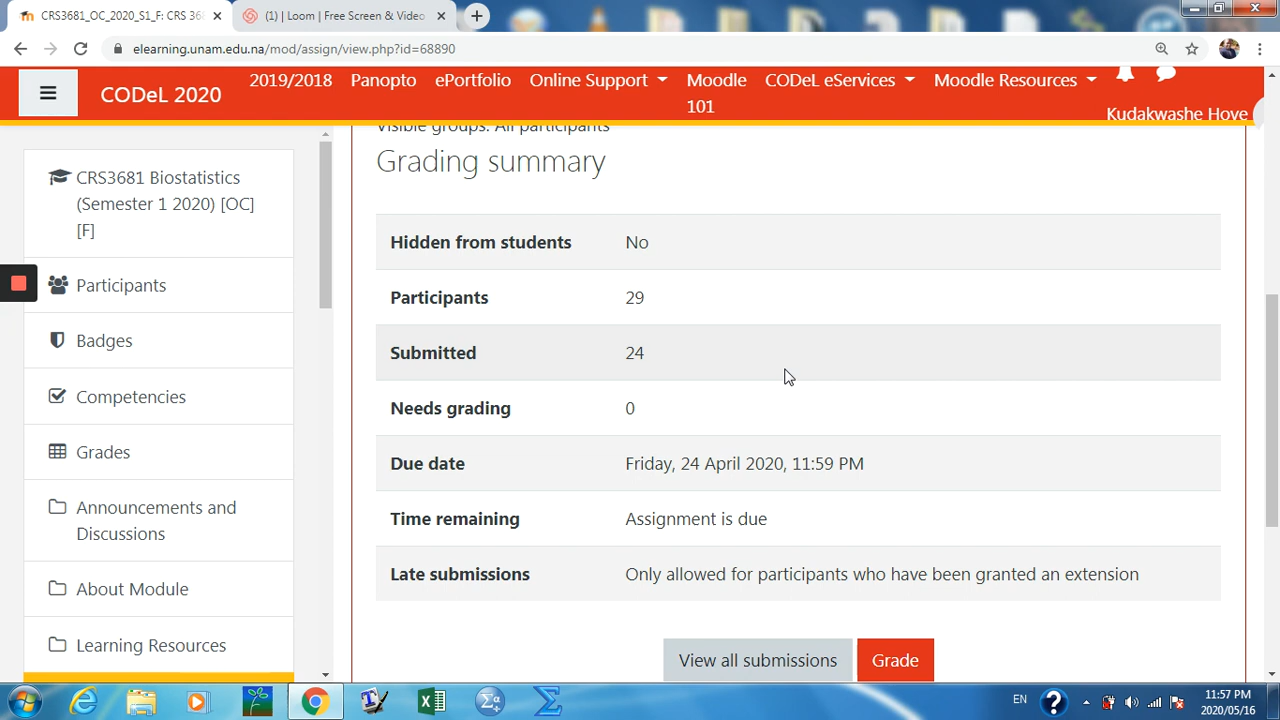 CRS3681_OC_2020_S1_F: CRS 36
(1) | Loom | Free Screen & Video
elearning.unam.edu.na/mod/assign/view.php?id=68890
CODeL 2020
2019/2018
Panopto
ePortfolio
Online Support
Moodle
101
CODeL eServices
Moodle Resources
Kudakwashe Hove
CRS3681 Biostatistics
(Semester 1 2020) [OC]
[F]
Participants
Badges
Competencies
Grades
Announcements and
Discussions
About Module
Learning Resources
Visible groups: All participants
Grading summary
Hidden from students No
Participants 29
Submitted 24
Needs grading 0
Due date Friday, 24 April 2020, 11:59 PM
Time remaining Assignment is due
Late submissions Only allowed for participants who have been granted an extension
View all submissions
Grade
EN
11:57 PM
2020/05/16